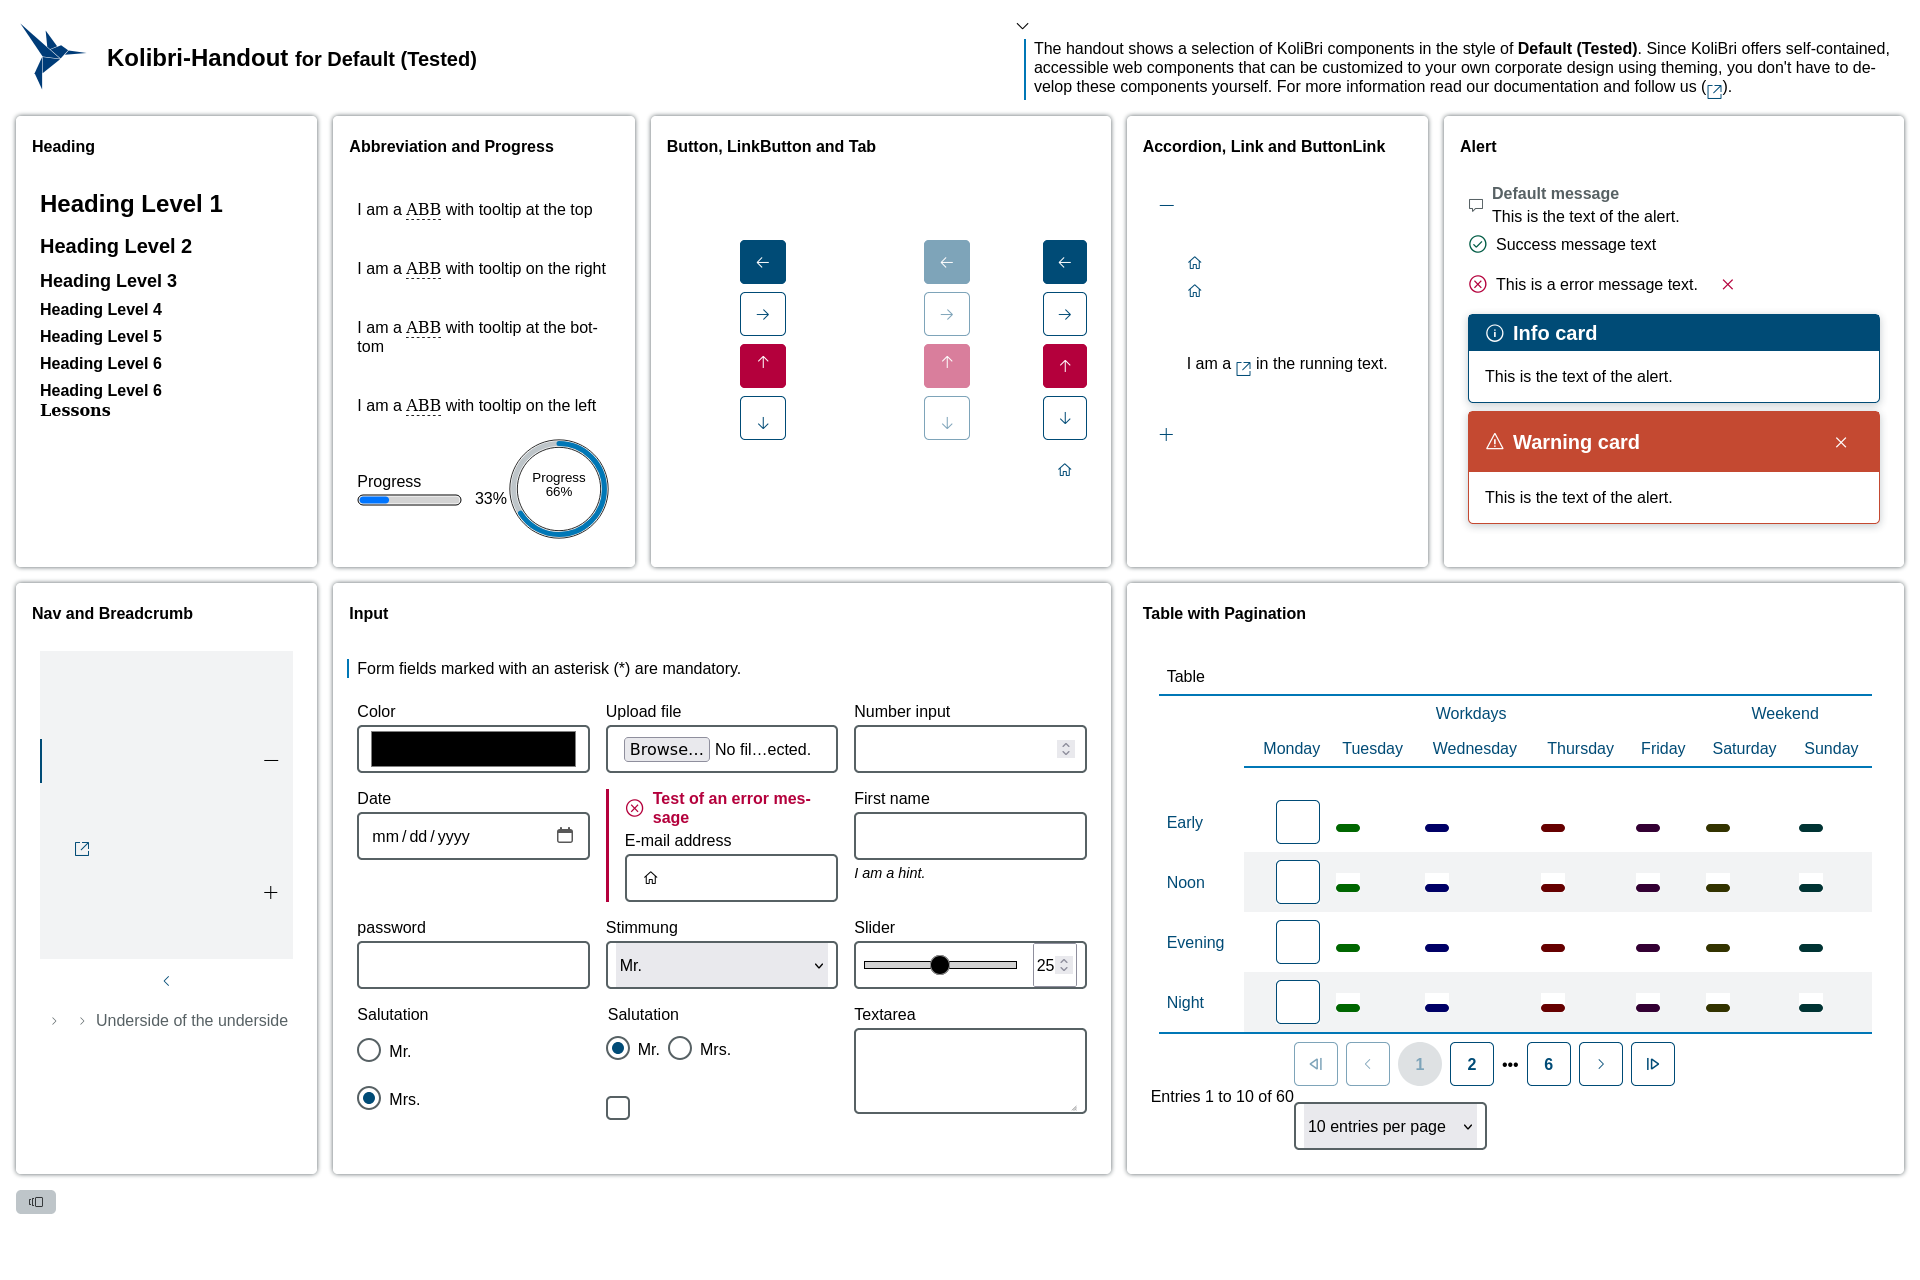 Kolibri-Handout for Default (Tested)
The handout shows a selection of KoliBri components in the style of Default (Tested). Since KoliBri offers self-contained,
accessible web components that can be customized to your own corporate design using theming, you don't have to de-
velop these components yourself. For more information read our documentation and follow us ( ).
Heading
Heading Level 1
Heading Level 2
Heading Level 3
Heading Level 4
Heading Level 5
Heading Level 6
Heading Level 6
Lessons
Abbreviation and Progress
I am a ABB with tooltip at the top
I am a ABB with tooltip on the right
I am a ABB with tooltip at the bot-
tom
I am a ABB with tooltip on the left
Progress
33%
Progress
66%
Button, LinkButton and Tab
Accordion, Link and ButtonLink
I am a in the running text.
Alert
Default message
This is the text of the alert.
Success message text
This is a error message text.
Info card
This is the text of the alert.
Warning card
This is the text of the alert.
Nav and Breadcrumb
Underside of the underside
Input
Form fields marked with an asterisk (*) are mandatory.
Color
Upload file
Browse... No fil...ected.
Number input
Date
mm/dd/yyyy
Test of an error mes-
sage
E-mail address
First name
I am a hint.
password
Stimmung
Mr.
Slider
25
Salutation
Mr.
Mrs.
Salutation
Mr. Mrs.
Textarea
Table with Pagination
Table
Workdays Weekend
Monday Tuesday Wednesday Thursday Friday Saturday Sunday
Early
Noon
Evening
Night
1 2 ••• 6
Entries 1 to 10 of 60
10 entries per page